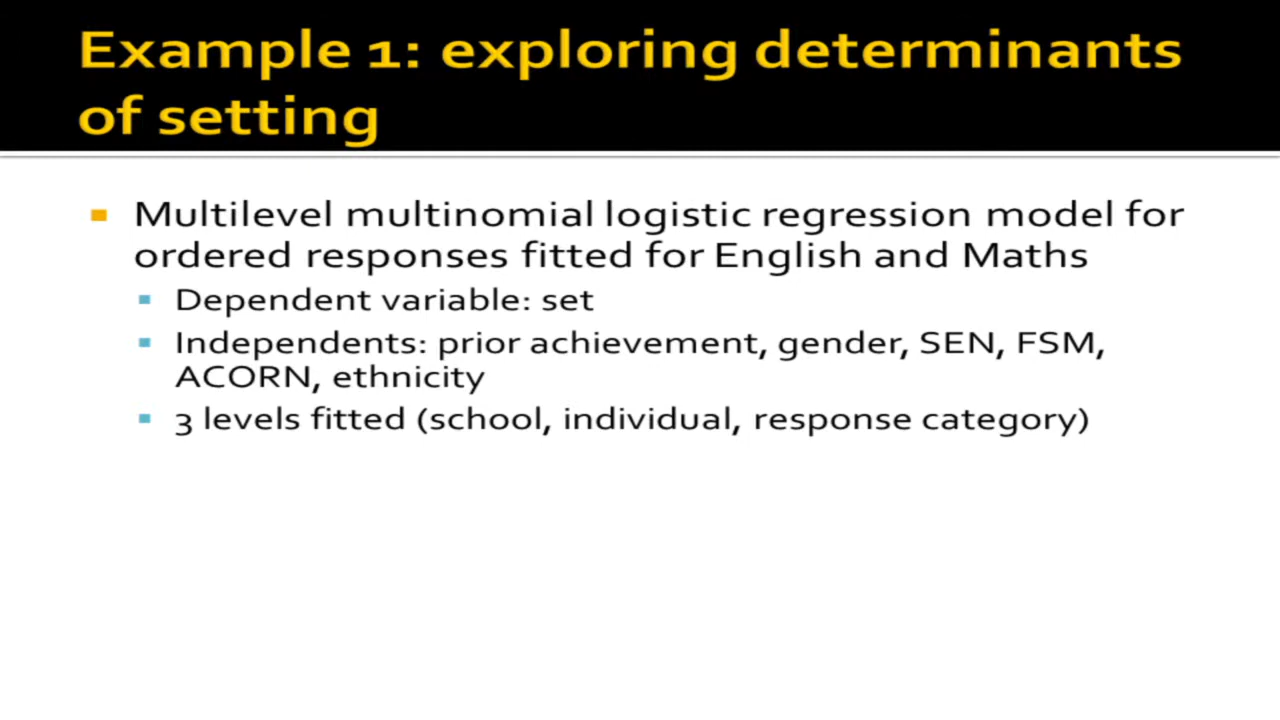 Example 1: exploring determinants
of setting
Multilevel multinomial logistic regression model for
ordered responses fitted for English and Maths
Dependent variable: set
Independents: prior achievement, gender, SEN, FSM,
ACORN, ethnicity
3 levels fitted (school, individual, response category)